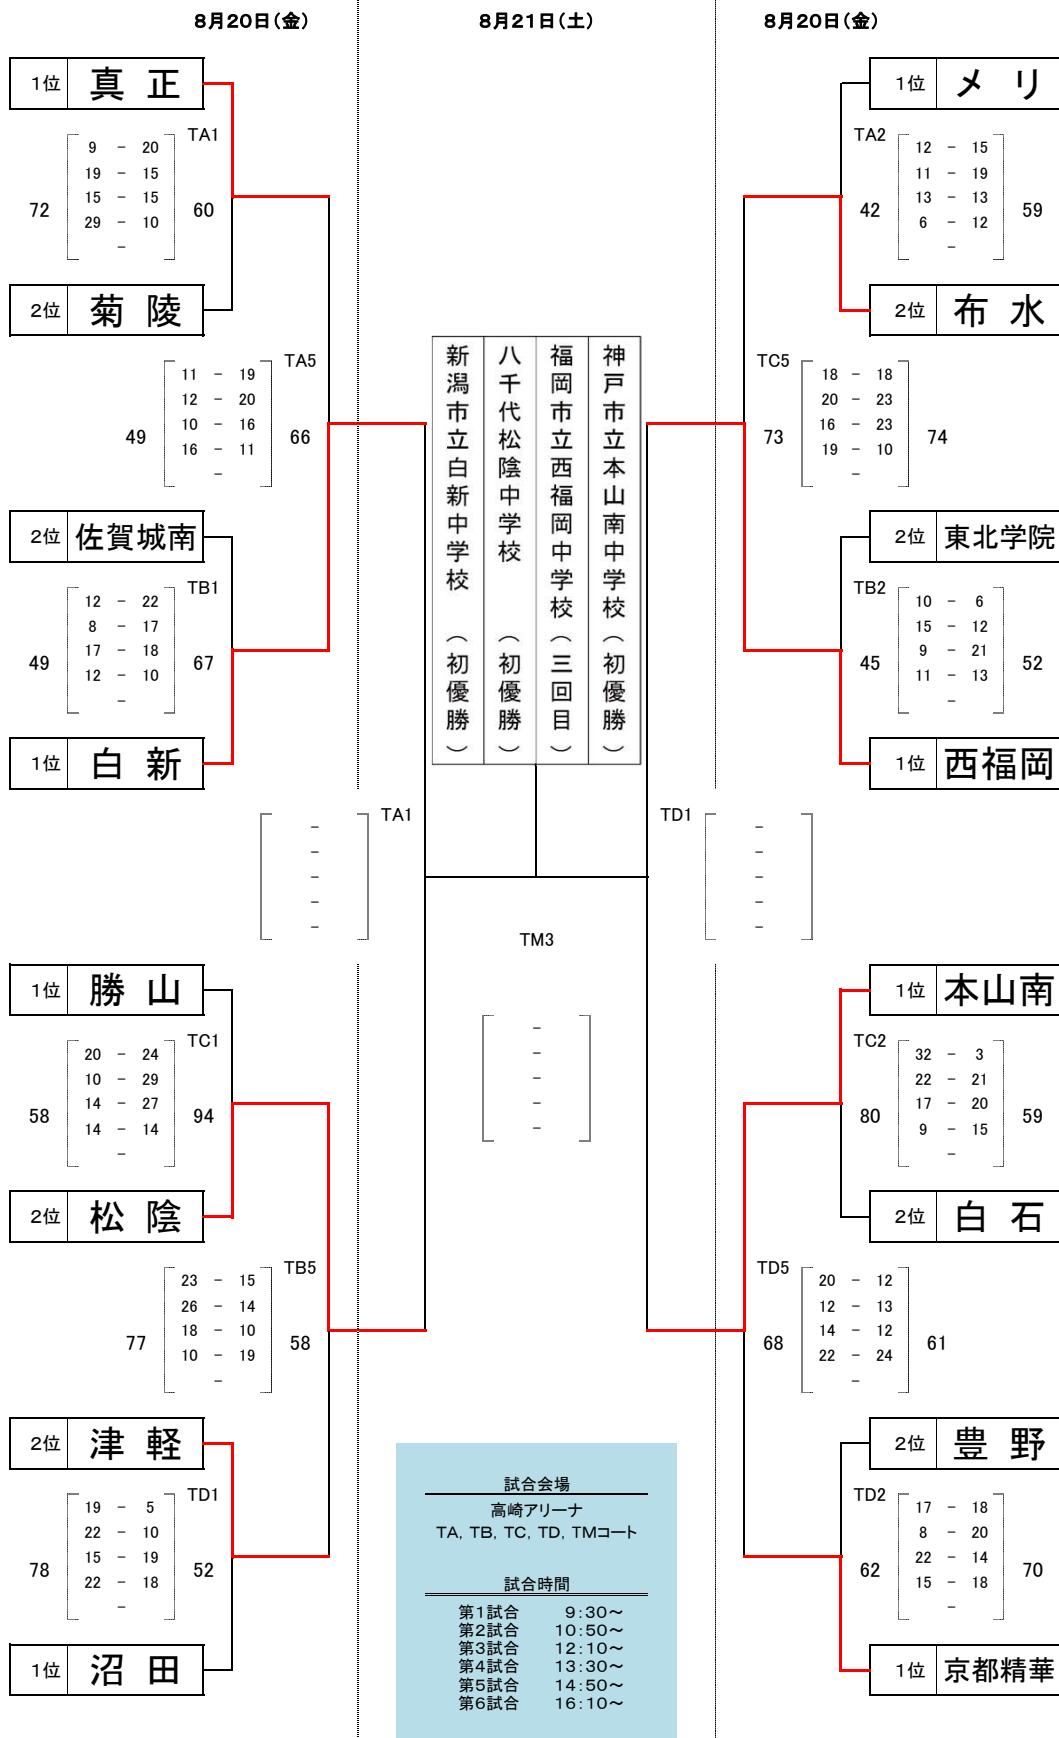 8月20日(金)
8月21日(土)
8月20日(金)
1位 真 正
TA1
9 - 20
19 - 15
15 - 15
29 - 10
-
72
60
2位 菊 陵
TA5
11 - 19
12 - 20
10 - 16
16 - 11
-
49
66
2位 佐賀城南
TB1
12 - 22
8 - 17
17 - 18
12 - 10
-
49
67
1位 白 新
TA1
-
-
-
-
-
1位 勝 山
TC1
20 - 24
10 - 29
14 - 27
14 - 14
-
58
94
2位 松 陰
TB5
23 - 15
26 - 14
18 - 10
10 - 19
-
77
58
2位 津 軽
TD1
19 - 5
22 - 10
15 - 19
22 - 18
-
78
52
1位 沼 田
神戸市立本山南中学校(初優勝)
福岡市立西福岡中学校(三回目)
八千代松陰中学校 (初優勝)
新潟市立白新中学校 (初優勝)
TM3
-
-
-
-
-
試合会場
高崎アリーナ
TA, TB, TC, TD, TMコート
試合時間
第1試合 9:30~
第2試合 10:50~
第3試合 12:10~
第4試合 13:30~
第5試合 14:50~
第6試合 16:10~
1位 メ リ
TA2
12 - 15
11 - 19
13 - 13
6 - 12
-
42
59
2位 布 水
TC5
18 - 18
20 - 23
16 - 23
19 - 10
-
73
74
2位 東北学院
TB2
10 - 6
15 - 12
9 - 21
11 - 13
-
45
52
1位 西福岡
TD1
-
-
-
-
-
1位 本山南
TC2
32 - 3
22 - 21
17 - 20
9 - 15
-
80
59
2位 白 石
TD5
20 - 12
12 - 13
14 - 12
22 - 24
-
68
61
2位 豊 野
TD2
17 - 18
8 - 20
22 - 14
15 - 18
-
62
70
1位 京都精華